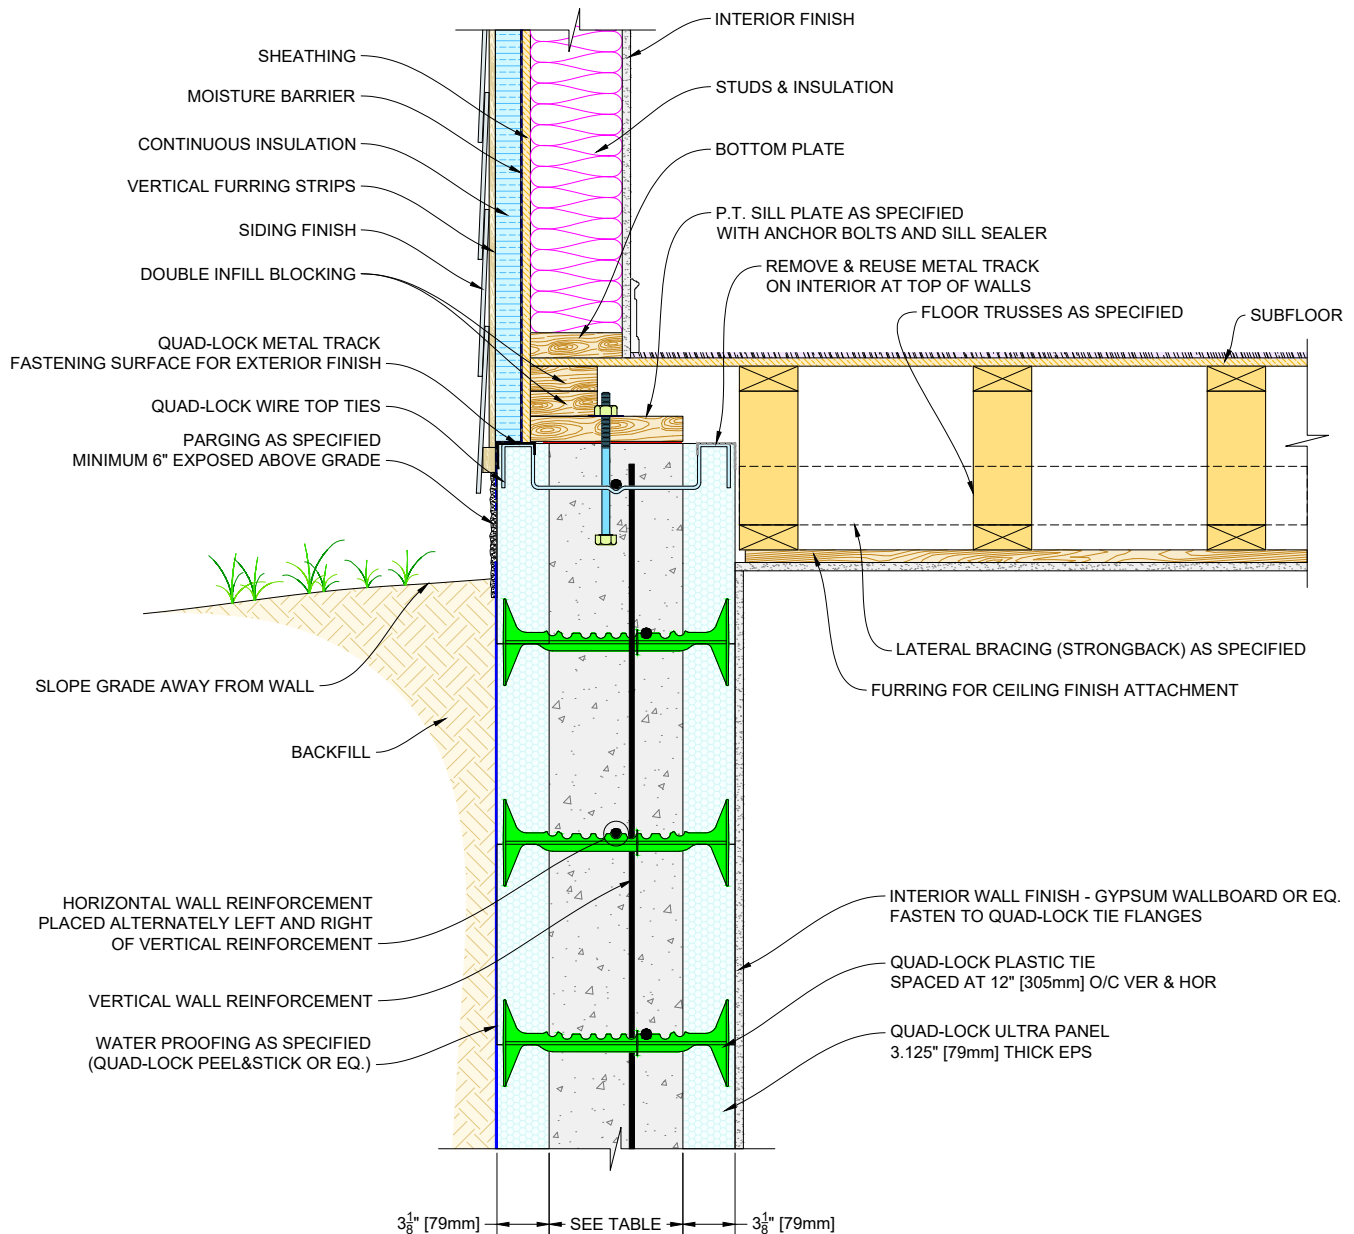 INTERIOR FINISH
SHEATHING
STUDS & INSULATION
MOISTURE BARRIER
CONTINUOUS INSULATION
BOTTOM PLATE
VERTICAL FURRING STRIPS
P.T. SILL PLATE AS SPECIFIED
WITH ANCHOR BOLTS AND SILL SEALER
SIDING FINISH
DOUBLE INFILL BLOCKING
REMOVE & REUSE METAL TRACK
ON INTERIOR AT TOP OF WALLS
FLOOR TRUSSES AS SPECIFIED
SUBFLOOR
QUAD-LOCK METAL TRACK
FASTENING SURFACE FOR EXTERIOR FINISH
QUAD-LOCK WIRE TOP TIES
PARGING AS SPECIFIED
MINIMUM 6" EXPOSED ABOVE GRADE
LATERAL BRACING (STRONGBACK) AS SPECIFIED
SLOPE GRADE AWAY FROM WALL
FURRING FOR CEILING FINISH ATTACHMENT
BACKFILL
HORIZONTAL WALL REINFORCEMENT
PLACED ALTERNATELY LEFT AND RIGHT
OF VERTICAL REINFORCEMENT
INTERIOR WALL FINISH - GYPSUM WALLBOARD OR EQ.
FASTEN TO QUAD-LOCK TIE FLANGES
QUAD-LOCK PLASTIC TIE
SPACED AT 12" [305mm] O/C VER & HOR
VERTICAL WALL REINFORCEMENT
WATER PROOFING AS SPECIFIED
(QUAD-LOCK PEEL&STICK OR EQ.)
QUAD-LOCK ULTRA PANEL
3.125" [79mm] THICK EPS
3 1/8" [79mm]
SEE TABLE
3 1/8" [79mm]